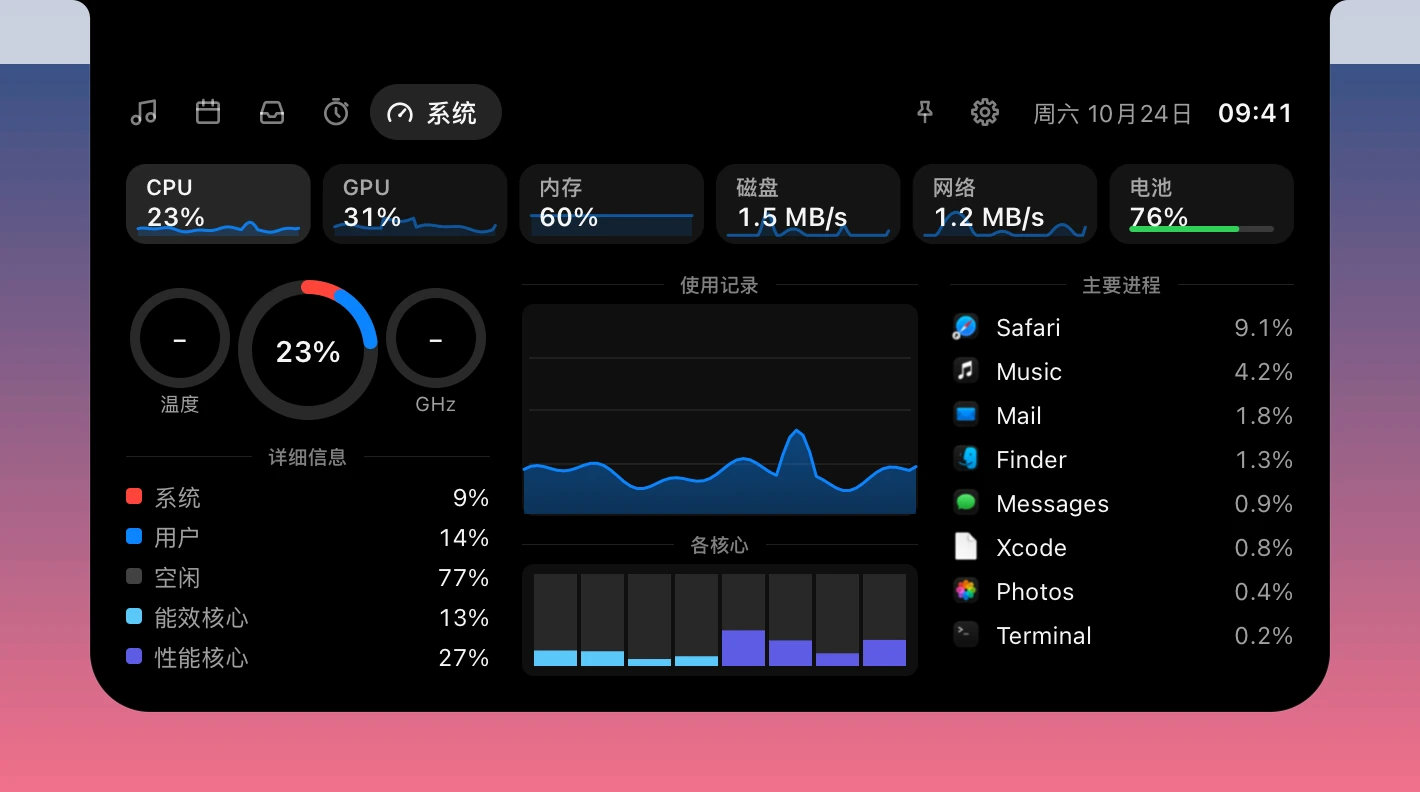 系统
周六 10月24日 09:41
CPU
23%
GPU
31%
内存
60%
磁盘
1.5 MB/s
网络
1.2 MB/s
电池
76%
-
温度
23%
-
GHz
详细信息
系统 9%
用户 14%
空闲 77%
能效核心 13%
性能核心 27%
使用记录
各核心
主要进程
Safari 9.1%
Music 4.2%
Mail 1.8%
Finder 1.3%
Messages 0.9%
Xcode 0.8%
Photos 0.4%
Terminal 0.2%